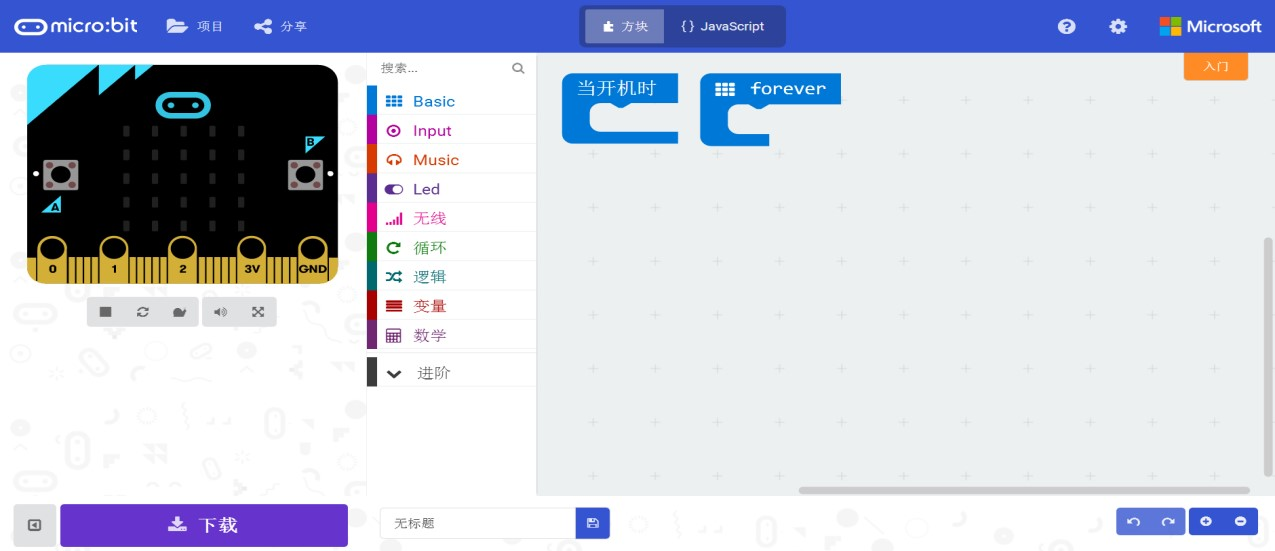 micro:bit 项目 分享 方块 {} JavaScript Microsoft
入门
B
A
0 1 2 3V GND
搜索...
Basic
Input
Music
Led
无线
循环
逻辑
变量
数学
进阶
当开机时
forever
下载
无标题